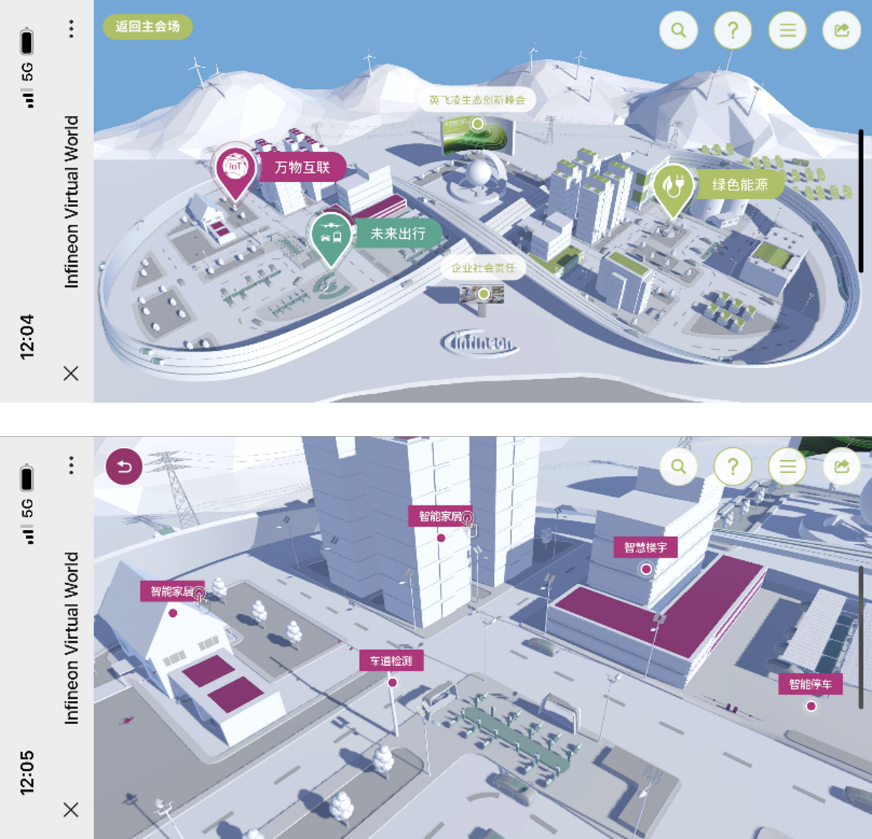 12:04
5G
Infineon Virtual World
返回主会场
?
英飞凌生态创新峰会
IoT
万物互联
绿色能源
未来出行
企业社会责任
infineon
12:05
5G
Infineon Virtual World
?
智能家居
智慧楼宇
智能家居
车道检测
智能停车